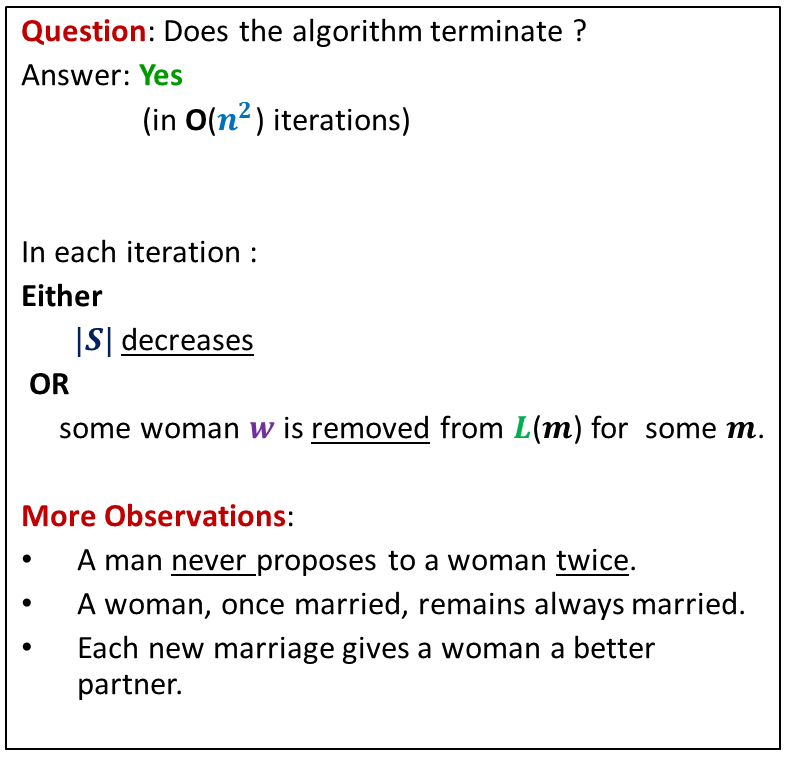 Question: Does the algorithm terminate ?
Answer: Yes
(in O(n²) iterations)
In each iteration :
Either
|S| decreases
OR
some woman w is removed from L(m) for some m.
More Observations:
• A man never proposes to a woman twice.
• A woman, once married, remains always married.
• Each new marriage gives a woman a better
partner.